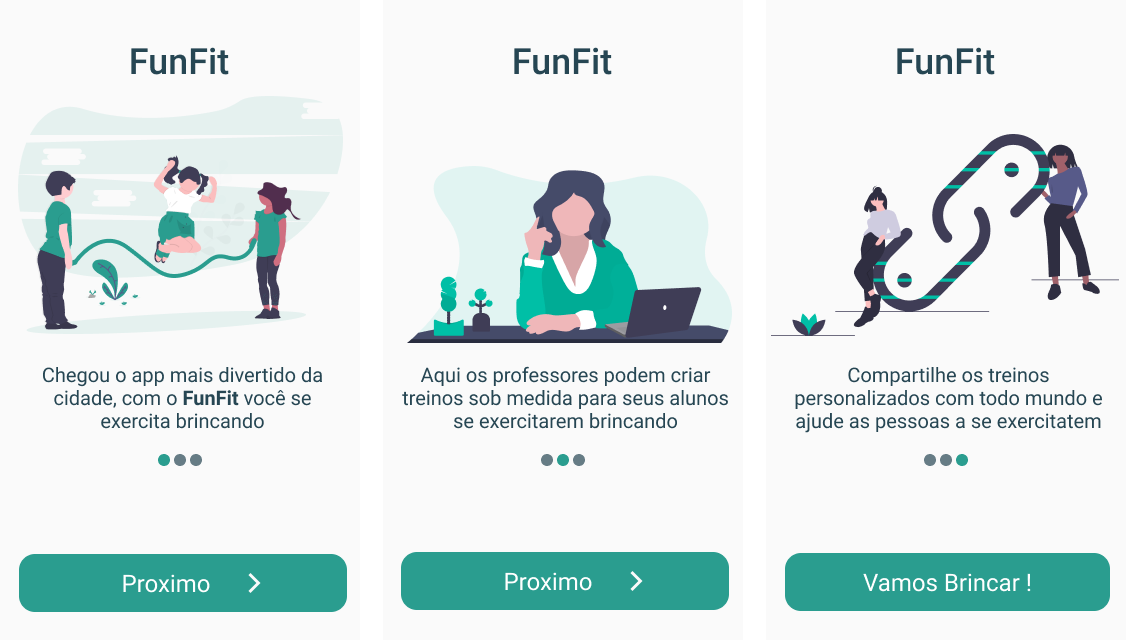 FunFit
Chegou o app mais divertido da
cidade, com o FunFit você se
exercita brincando
Proximo
FunFit
Aqui os professores podem criar
treinos sob medida para seus alunos
se exercitarem brincando
Proximo
FunFit
Compartilhe os treinos
personalizados com todo mundo e
ajude as pessoas a se exercitatem
Vamos Brincar !